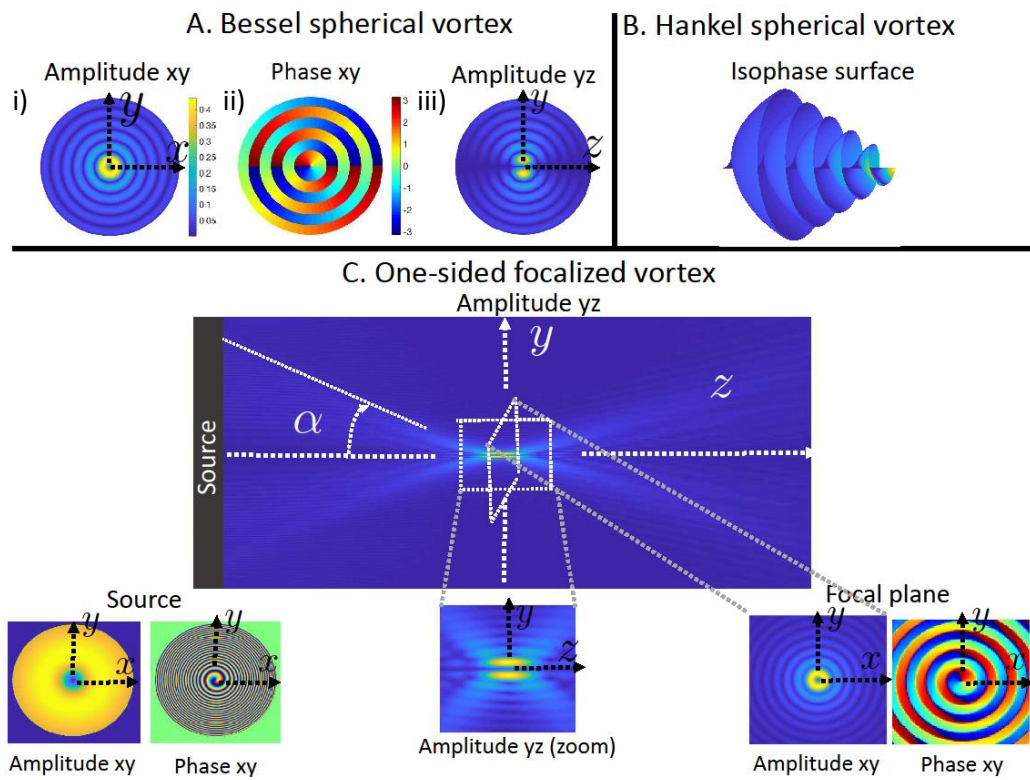 A. Bessel spherical vortex
B. Hankel spherical vortex
Amplitude xy
Phase xy
Amplitude yz
Isophase surface
i)
ii)
iii)
y
x
y
z
0.4
0.35
0.3
0.25
0.2
0.15
0.1
0.05
3
2
1
0
-1
-2
-3
C. One-sided focalized vortex
Amplitude yz
y
z
α
Source
Source
Focal plane
y
x
y
x
y
z
y
x
y
x
Amplitude xy
Phase xy
Amplitude yz (zoom)
Amplitude xy
Phase xy